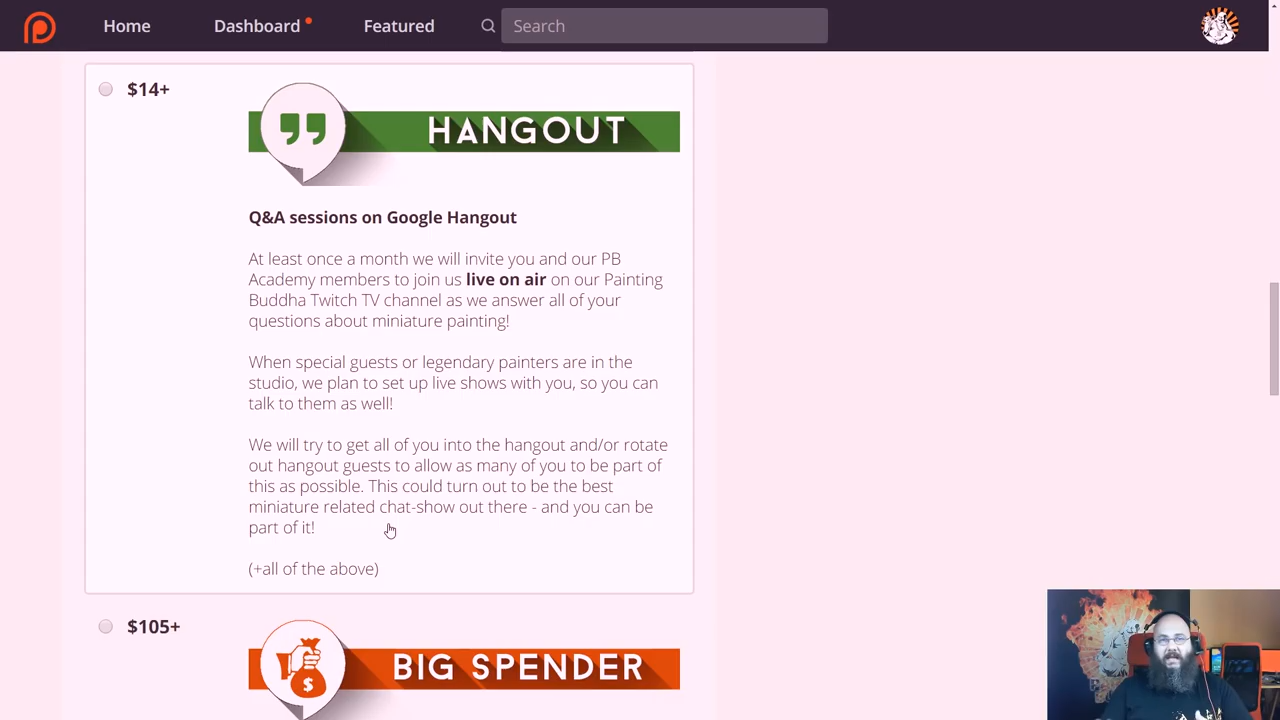 Home Dashboard Featured Search
$14+
HANGOUT
Q&A sessions on Google Hangout
At least once a month we will invite you and our PB
Academy members to join us live on air on our Painting
Buddha Twitch TV channel as we answer all of your
questions about miniature painting!
When special guests or legendary painters are in the
studio, we plan to set up live shows with you, so you can
talk to them as well!
We will try to get all of you into the hangout and/or rotate
out hangout guests to allow as many of you to be part of
this as possible. This could turn out to be the best
miniature related chat-show out there - and you can be
part of it!
(+all of the above)
$105+
BIG SPENDER
$